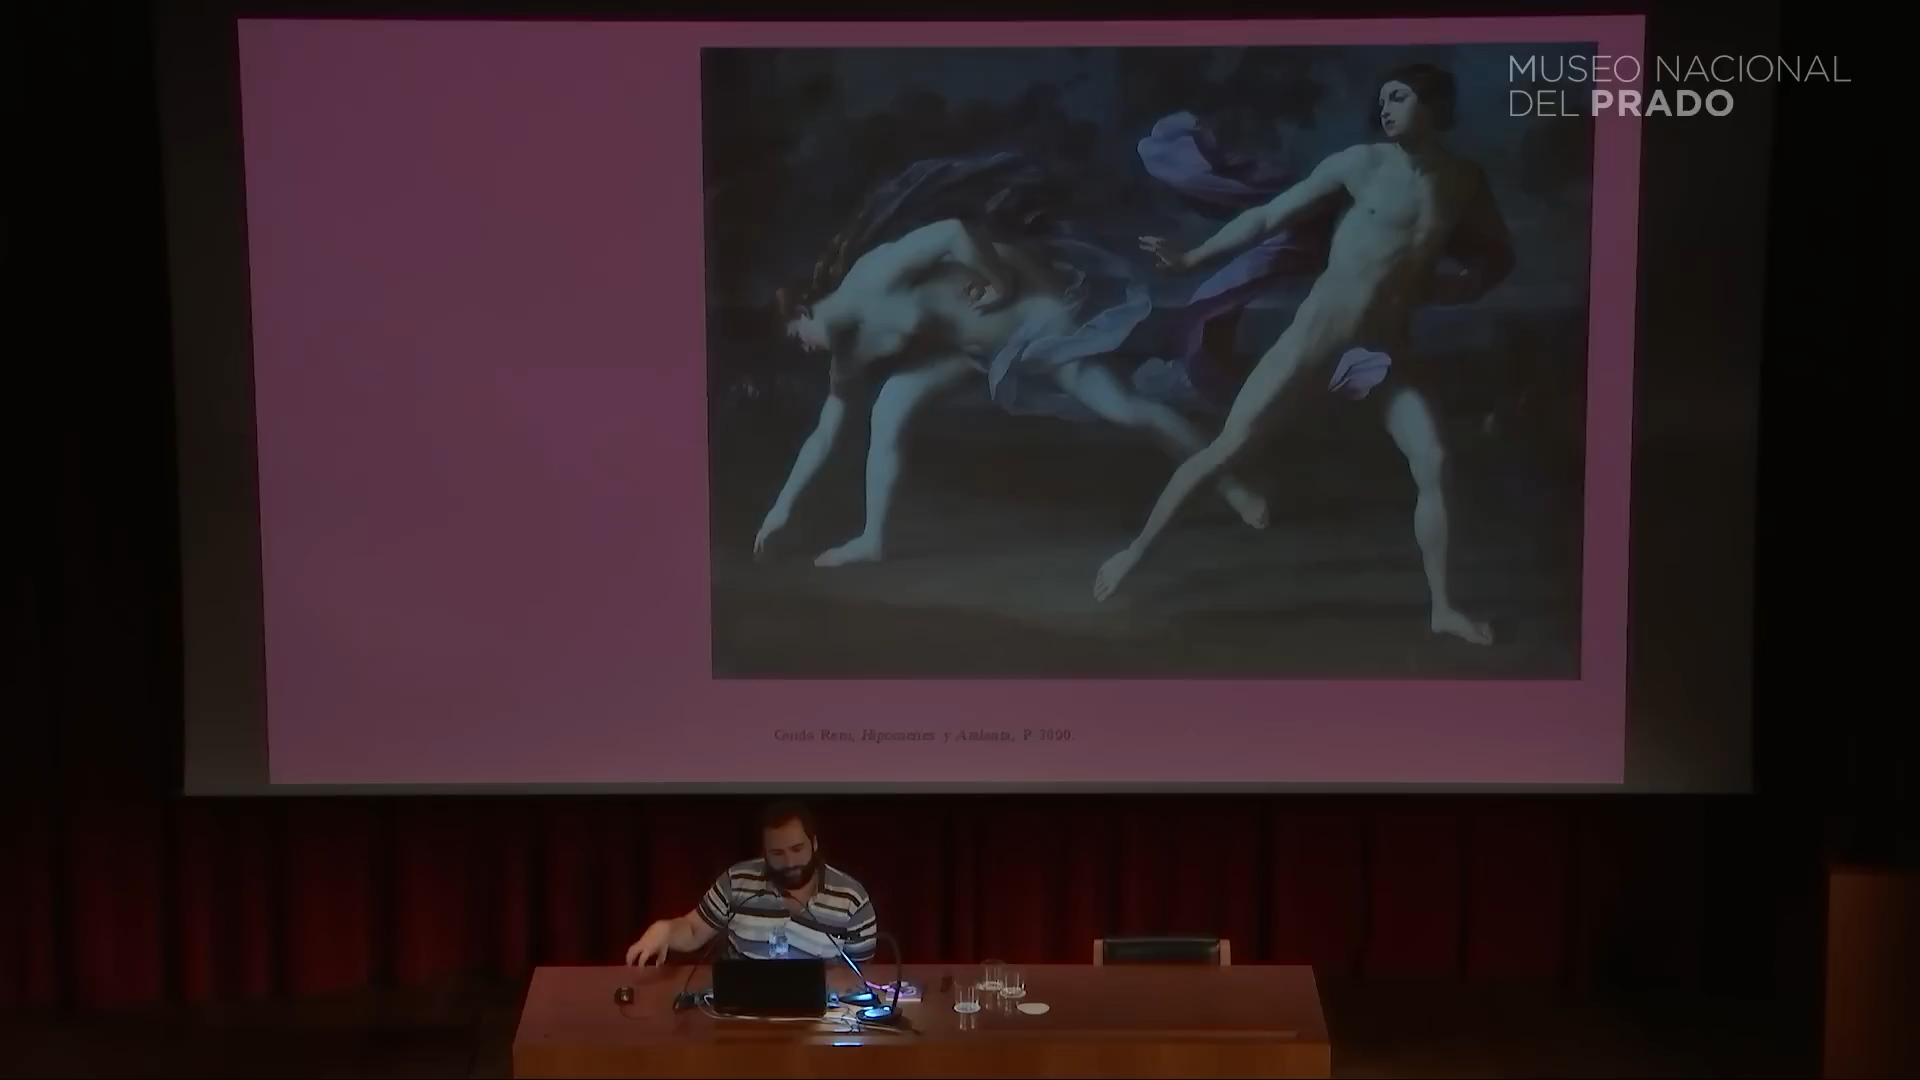 MUSEO NACIONAL
DEL PRADO
Guido Reni, Hipomenes y Atalanta, P 3090.